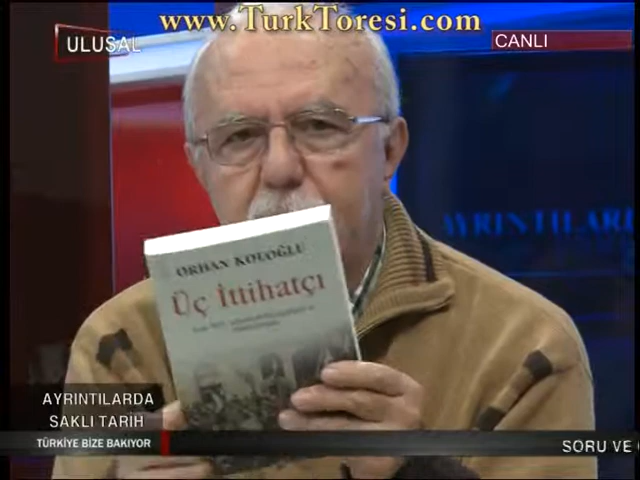 www.TurkToresi.com
ULUSAL
CANLI
AYRINTILARD
ORHAN KOLOĞLU
Üç İttihatçı
AYRINTILARDA
SAKLI TARİH
TÜRKİYE BİZE BAKIYOR
SORU VE